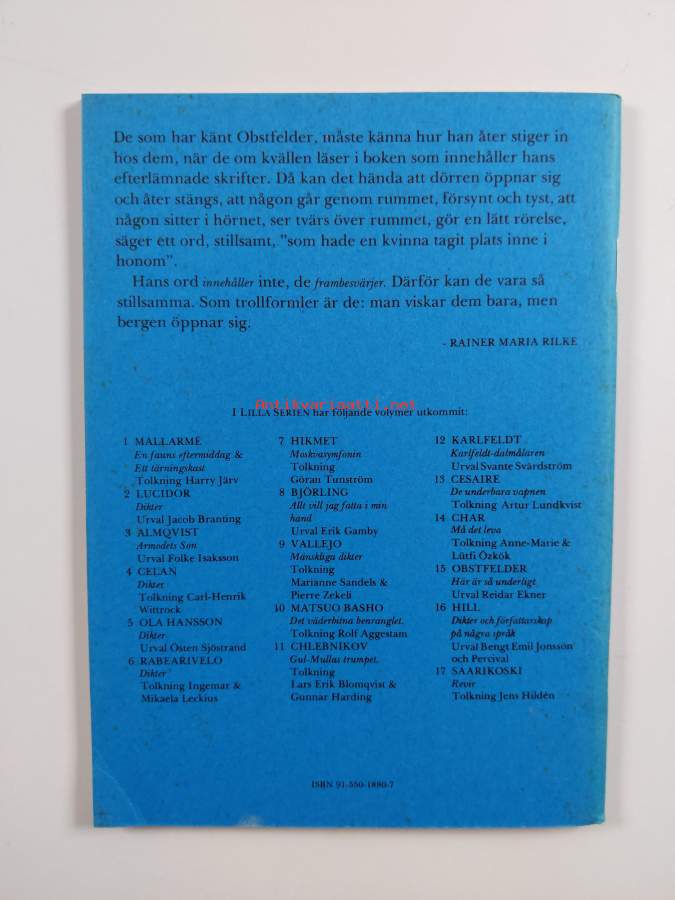 De som har känt Obstfelder, måste känna hur han åter stiger in
hos dem, när de om kvällen läser i boken som innehåller hans
efterlämnade skrifter. Då kan det hända att dörren öppnar sig
och åter stängs, att någon går genom rummet, försynt och tyst, att
någon sitter i hörnet, ser tvärs över rummet, gör en lätt rörelse,
säger ett ord, stillsamt, ”som hade en kvinna tagit plats inne i
honom”.
Hans ord innehåller inte, de frambesvärjer. Därför kan de vara så
stillsamma. Som trollformler är de: man viskar dem bara, men
bergen öppnar sig.
- RAINER MARIA RILKE
Antikvariaatti.net
I LILLA SERIEN har följande volymer utkommit:
1 MALLARMÉ
En fauns eftermiddag &
Ett tärningskast
Tolkning Harry Järv
2 LUCIDOR
Dikter
Urval Jacob Branting
3 ALMQVIST
Armodets Son
Urval Folke Isaksson
4 CELAN
Dikter
Tolkning Carl-Henrik
Wittrock
5 OLA HANSSON
Dikter
Urval Östen Sjöstrand
6 RABEARIVELO
Dikter
Tolkning Ingemar &
Mikaela Leckius
7 HIKMET
Moskvasymfonin
Tolkning
Göran Tunström
8 BJÖRLING
Allt vill jag fatta i min
hand
Urval Erik Gamby
9 VALLEJO
Mänskliga dikter
Tolkning
Marianne Sandels &
Pierre Zekeli
10 MATSUO BASHO
Det väderbitna benranglet.
Tolkning Rolf Aggestam
11 CHLEBNIKOV
Gul-Mullas trumpet.
Tolkning
Lars Erik Blomqvist &
Gunnar Harding
12 KARLFELDT
Karlfeldt-dalmålaren
Urval Svante Svärdström
13 CESAIRE
De underbara vapnen
Tolkning Artur Lundkvist
14 CHAR
Må det leva
Tolkning Anne-Marie &
Lütfi Özkök
15 OBSTFELDER
Här är så underligt
Urval Reidar Ekner
16 HILL
Dikter och författarskap
på några språk
Urval Bengt Emil Jonsson
och Percival
17 SAARIKOSKI
Revir
Tolkning Jens Hildén
ISBN 91-550-1880-7